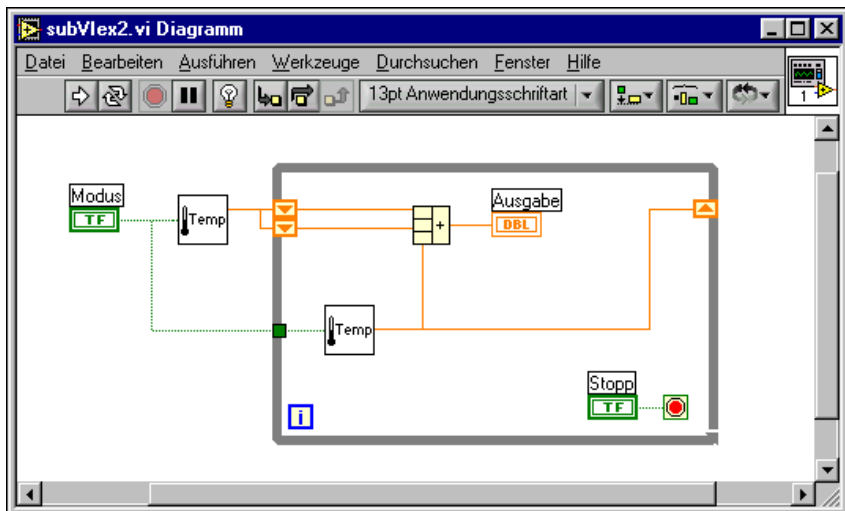 subVIex2.vi Diagramm
Datei Bearbeiten Ausführen Werkzeuge Durchsuchen Fenster Hilfe
13pt Anwendungsschriftart
1
Modus
TF
Temp
Ausgabe
DBL
+
Temp
Stopp
TF
i